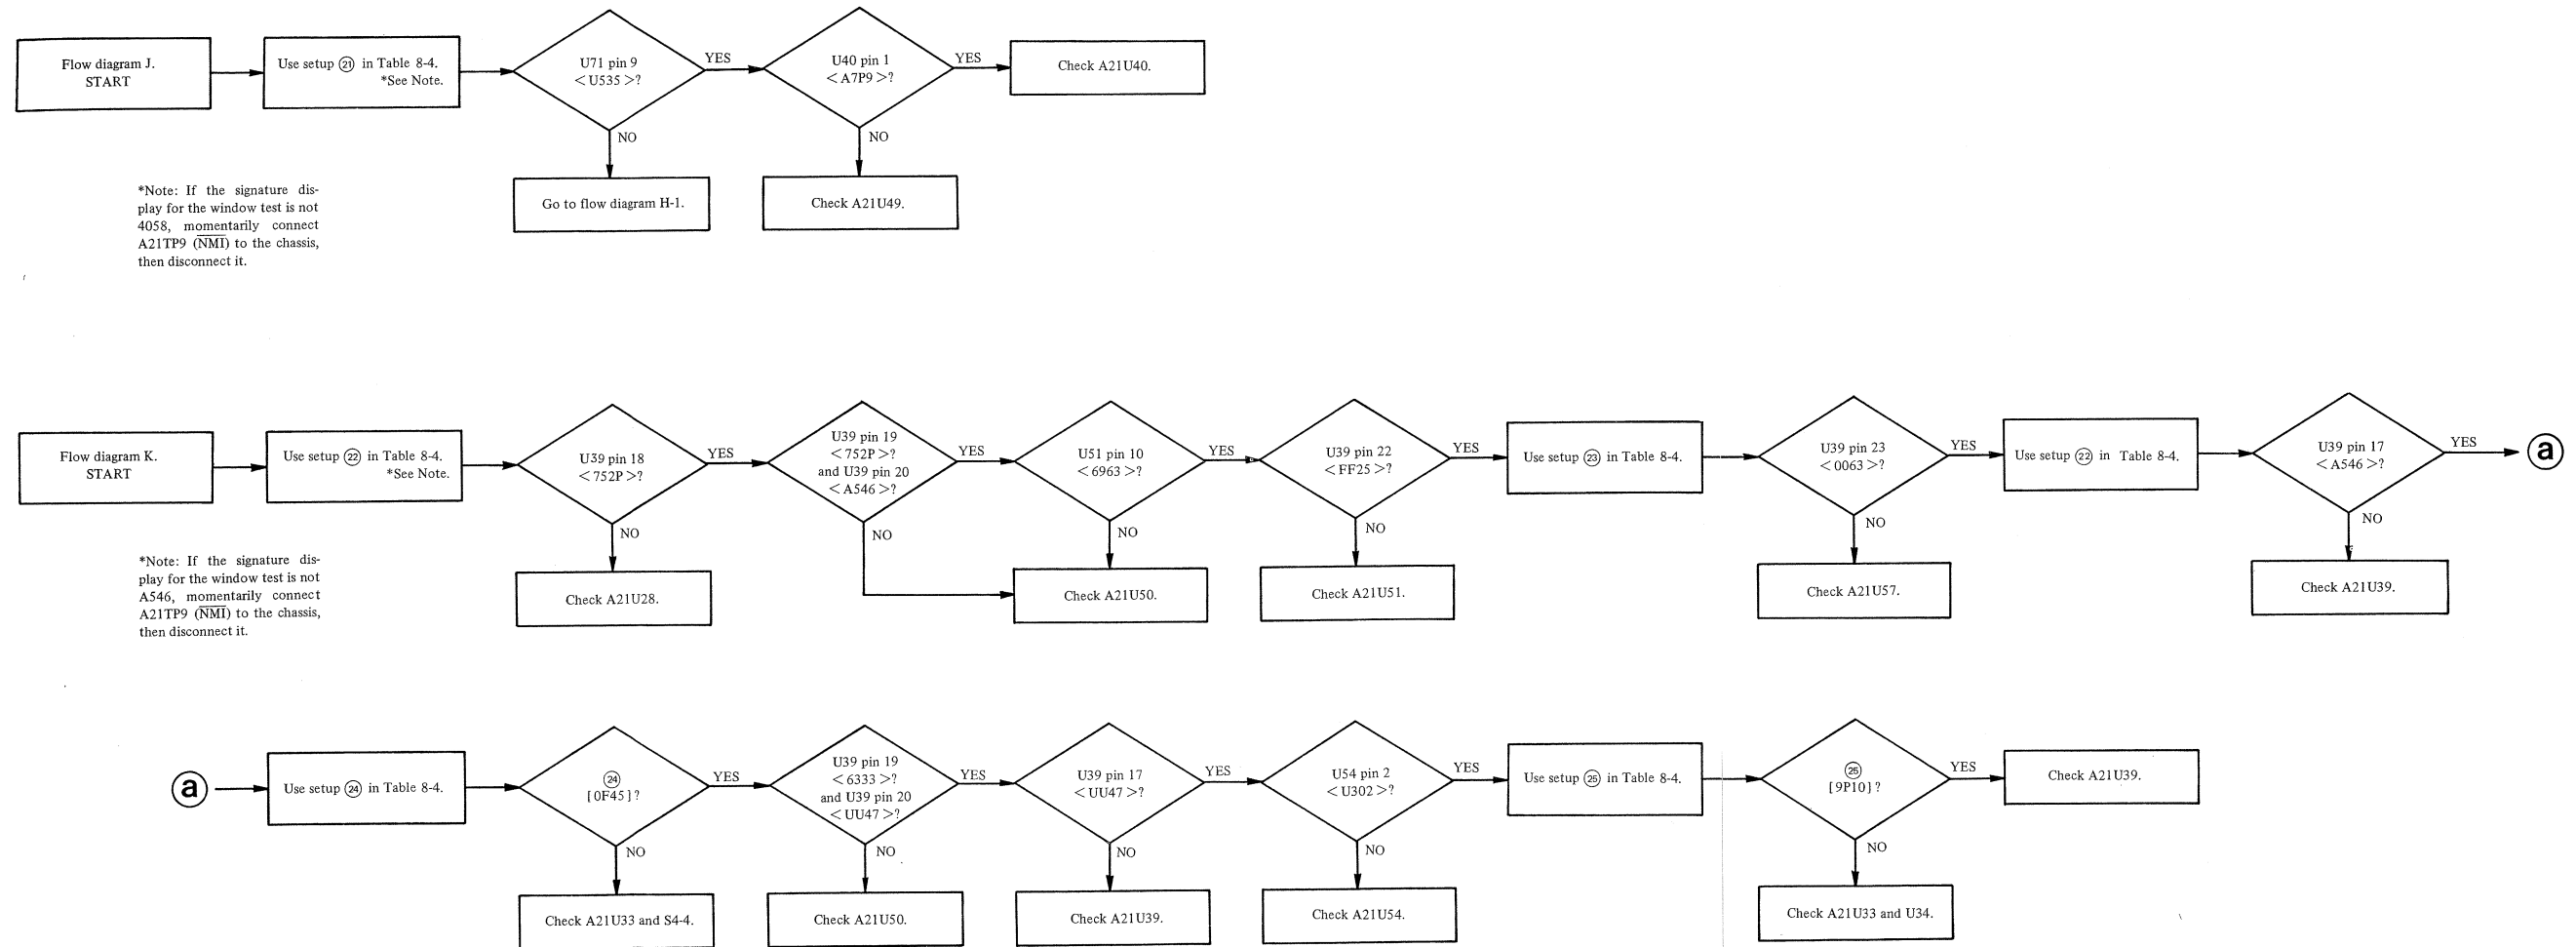 Flow diagram J.
START
Use setup ㉑ in Table 8-4.
*See Note.
U71 pin 9
<U535>?
YES
NO
Go to flow diagram H-1.
U40 pin 1
<A7P9>?
YES
NO
Check A21U49.
Check A21U40.
*Note: If the signature dis-
play for the window test is not
4058, momentarily connect
A21TP9 (N̅M̅I̅) to the chassis,
then disconnect it.
Flow diagram K.
START
Use setup ㉒ in Table 8-4.
*See Note.
U39 pin 18
<752P>?
YES
NO
Check A21U28.
U39 pin 19
<752P>?
and U39 pin 20
<A546>?
YES
NO
U51 pin 10
<6963>?
YES
NO
Check A21U50.
U39 pin 22
<FF25>?
YES
NO
Check A21U51.
Use setup ㉓ in Table 8-4.
U39 pin 23
<0063>?
YES
NO
Check A21U57.
Use setup ㉒ in Table 8-4.
U39 pin 17
<A546>?
YES
NO
Check A21U39.
a
*Note: If the signature dis-
play for the window test is not
A546, momentarily connect
A21TP9 (N̅M̅I̅) to the chassis,
then disconnect it.
a
Use setup ㉔ in Table 8-4.
㉔
[0F45]?
YES
NO
Check A21U33 and S4-4.
U39 pin 19
<6333>?
and U39 pin 20
<UU47>?
YES
NO
Check A21U50.
U39 pin 17
<UU47>?
YES
NO
Check A21U39.
U54 pin 2
<U302>?
YES
NO
Check A21U54.
Use setup ㉕ in Table 8-4.
㉕
[9P10]?
YES
NO
Check A21U33 and U34.
Check A21U39.